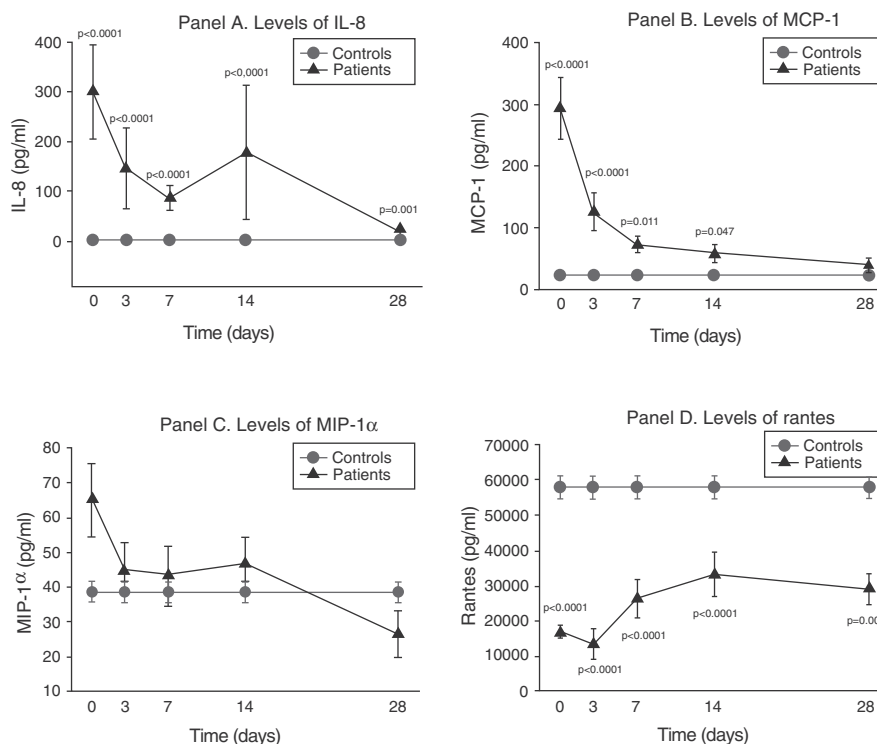 Panel A. Levels of IL-8
Controls
Patients
p<0.0001
p<0.0001
p<0.0001
p<0,0001
p=0.001
400
300
200
100
0
IL-8 (pg/ml)
0 3 7 14 28
Time (days)
Panel B. Levels of MCP-1
Controls
Patients
p<0.0001
p<0.0001
p=0.011
p=0.047
400
300
200
100
0
MCP-1 (pg/ml)
0 3 7 14 28
Time (days)
Panel C. Levels of MIP-1α
Controls
Patients
80
70
60
50
40
30
20
10
MIP-1α (pg/ml)
0 3 7 14 28
Time (days)
Panel D. Levels of rantes
Controls
Patients
70000
60000
50000
40000
30000
20000
10000
0
Rantes (pg/ml)
p<0.0001
p<0.0001
p<0.0001
p<0.0001
0 3 7 14 28
Time (days)